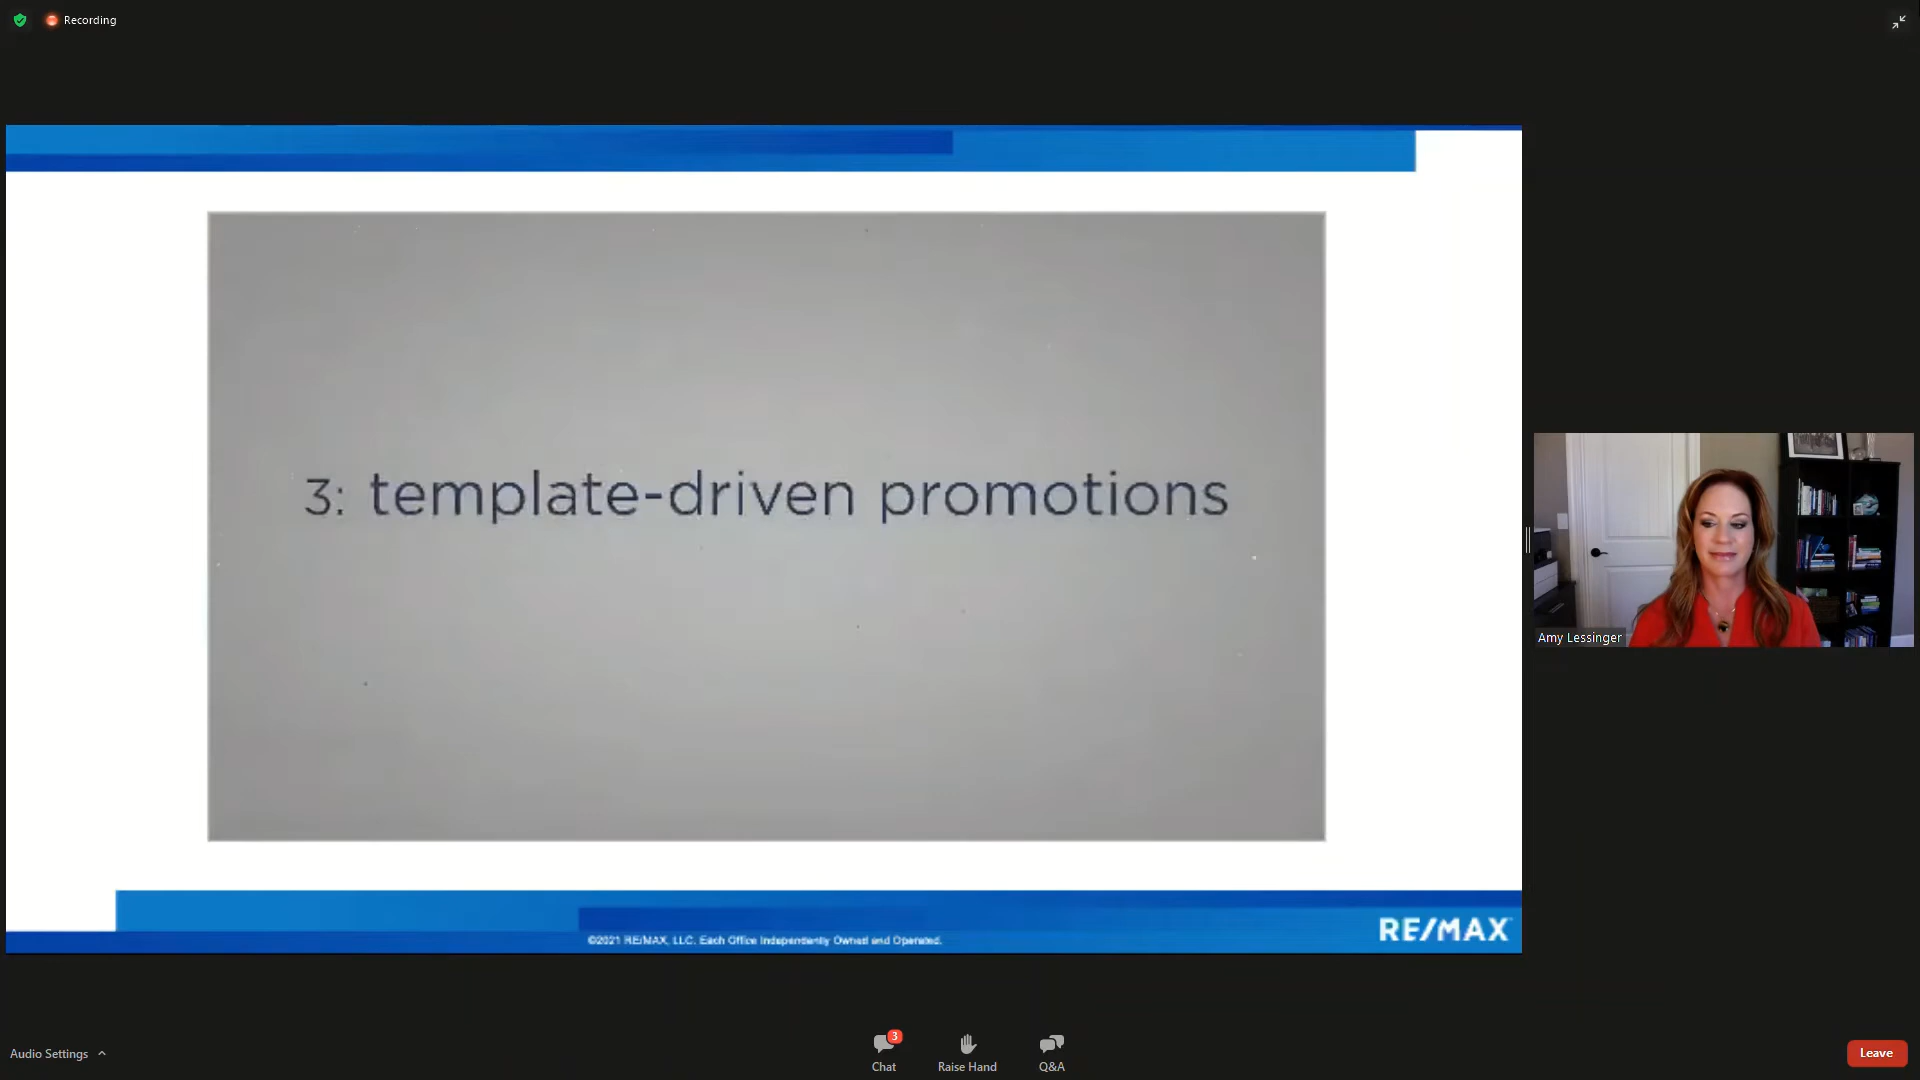 Recording
3: template-driven promotions
Amy Lessinger
©2021 RE/MAX, LLC. Each Office Independently Owned and Operated.
RE/MAX
Audio Settings
3
Chat
Raise Hand
Q&A
Leave